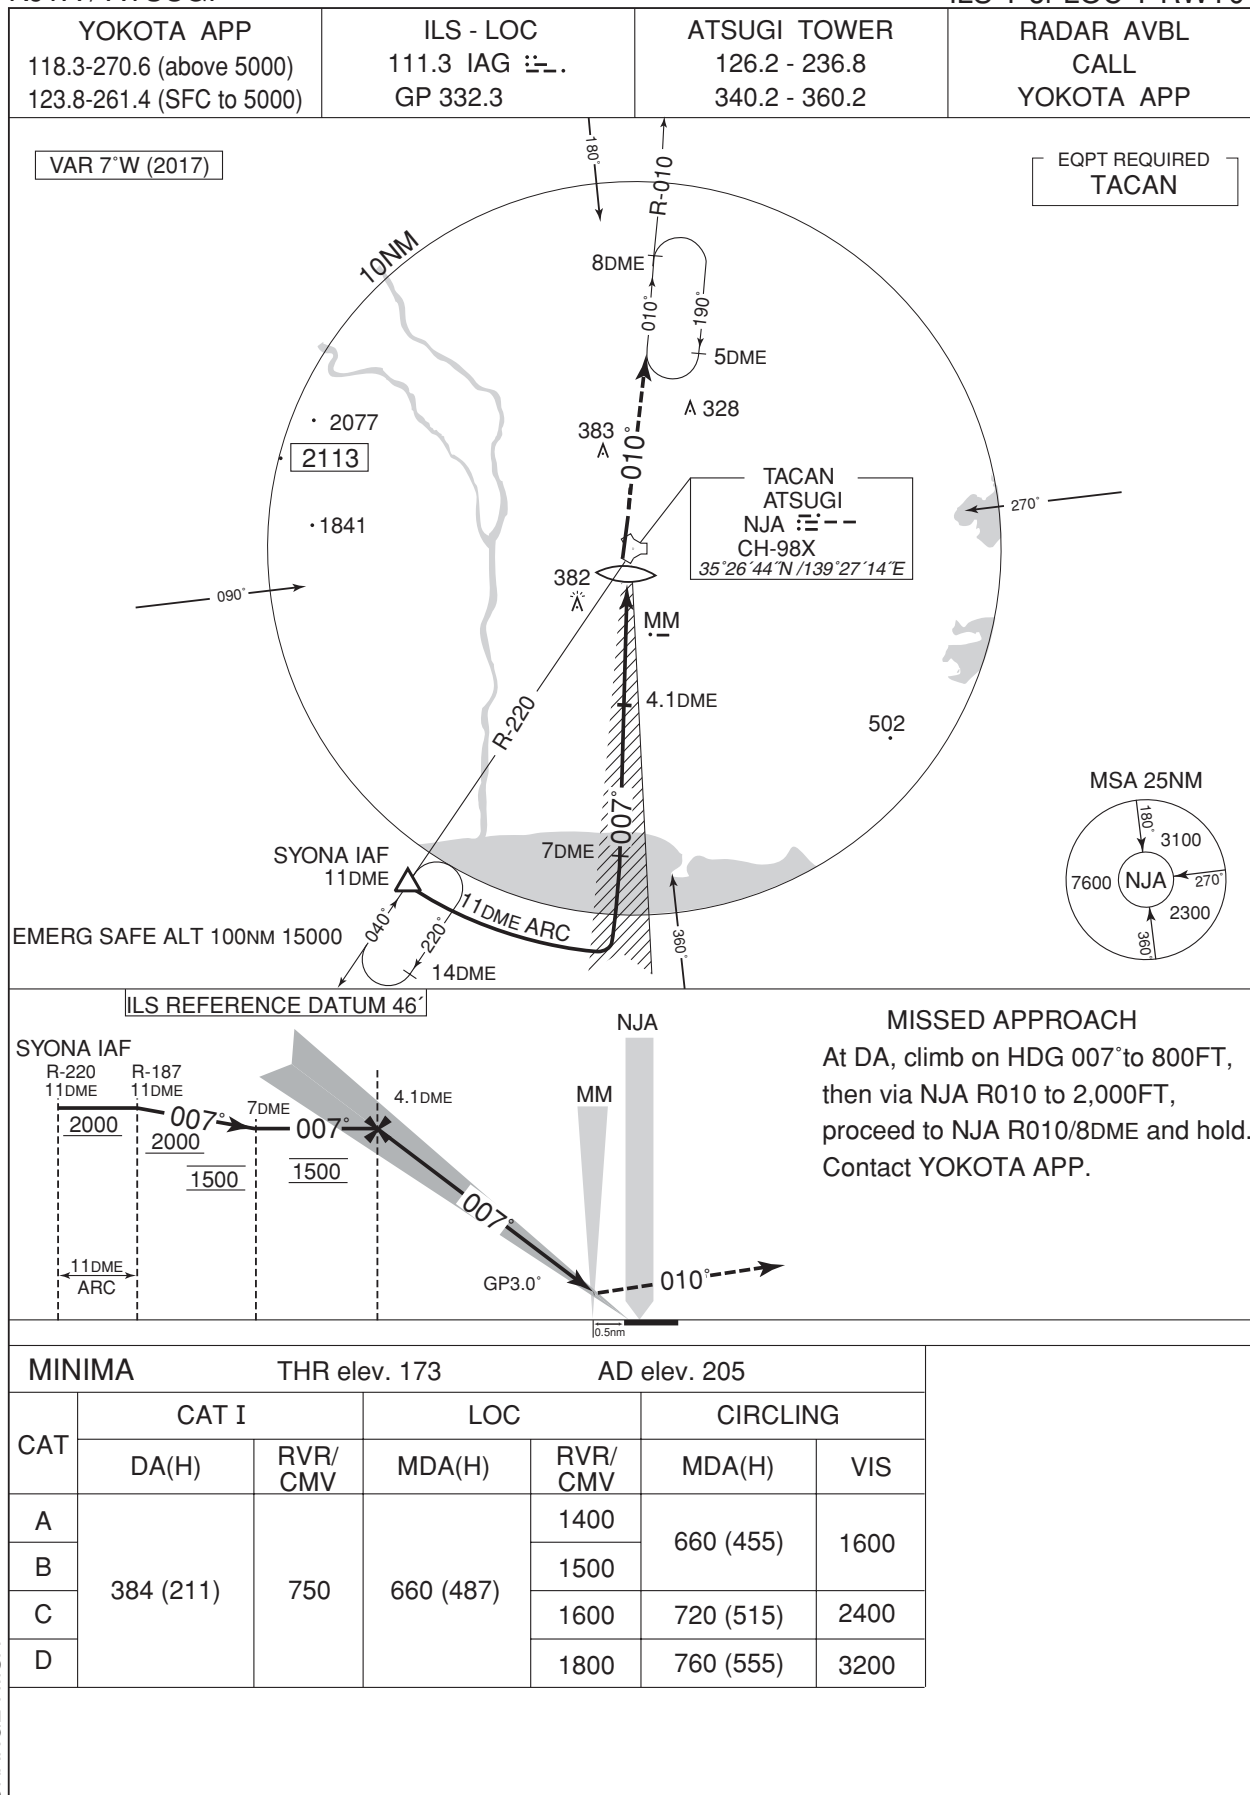 YOKOTA APP
118.3-270.6 (above 5000)
123.8-261.4 (SFC to 5000)
ILS - LOC
111.3 IAG
GP 332.3
ATSUGI TOWER
126.2 - 236.8
340.2 - 360.2
RADAR AVBL
CALL
YOKOTA APP
VAR 7°W (2017)
EQPT REQUIRED
TACAN
180°
R-010
10NM
8DME
010°
190°
5DME
328
383
010°
2077
2113
1841
TACAN
ATSUGI
NJA
CH-98X
35°26´44˝N /139°27´14˝E
270°
090°
382
MM
4.1DME
R-220
502
007°
7DME
SYONA IAF
11DME
11DME ARC
040°
220°
14DME
360°
EMERG SAFE ALT 100NM 15000
MSA 25NM
180°
3100
7600
NJA
270°
2300
360°
ILS REFERENCE DATUM 46´
SYONA IAF
R-220
11DME
R-187
11DME
2000
007°
2000
1500
7DME
007°
1500
4.1DME
007°
MM
NJA
GP3.0°
010°
11DME
ARC
0.5nm
MISSED APPROACH
At DA, climb on HDG 007°to 800FT,
then via NJA R010 to 2,000FT,
proceed to NJA R010/8DME and hold.
Contact YOKOTA APP.
MINIMA THR elev. 173 AD elev. 205
CAT CAT I LOC CIRCLING
DA(H) RVR/CMV MDA(H) RVR/CMV MDA(H) VIS
A 384 (211) 750 660 (487) 1400 660 (455) 1600
B 1500
C 1600 720 (515) 2400
D 1800 760 (555) 3200